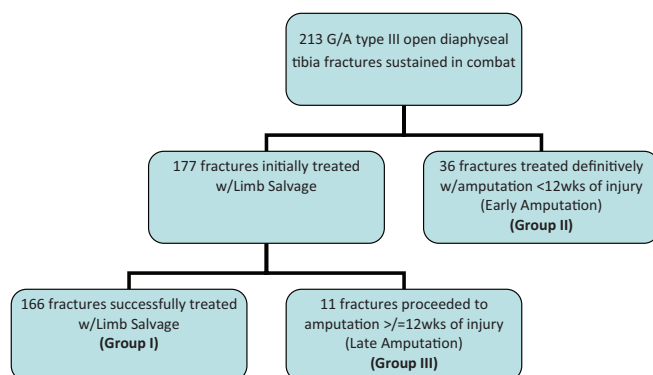 213 G/A type III open diaphyseal
tibia fractures sustained in combat
177 fractures initially treated
w/Limb Salvage
36 fractures treated definitively
w/amputation <12wks of injury
(Early Amputation)
(Group II)
166 fractures successfully treated
w/Limb Salvage
(Group I)
11 fractures proceeded to
amputation >/=12wks of injury
(Late Amputation)
(Group III)